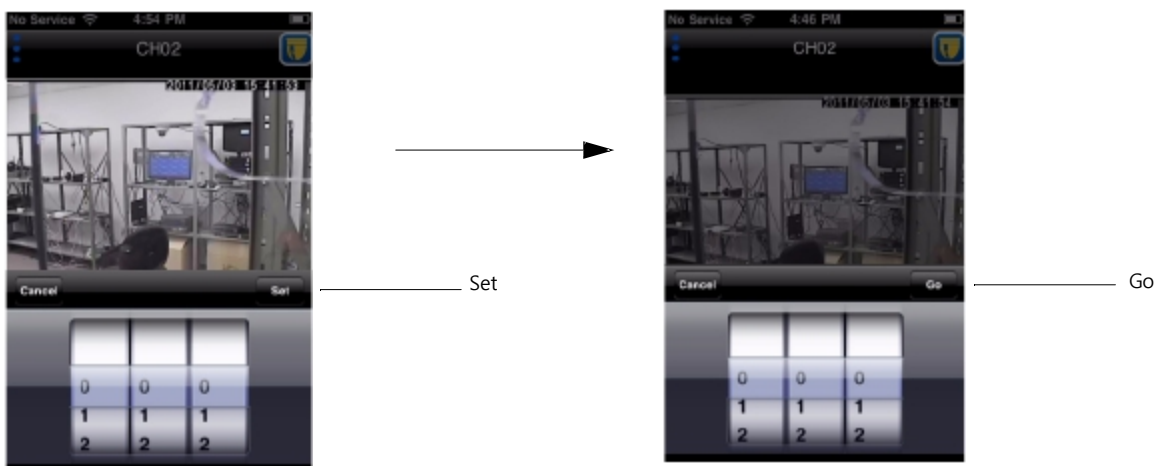 No Service 4:54 PM
CH02
2011/05/03 15:41:53
Cancel Set
0 0 0
1 1 1
2 2 2
Set
No Service 4:46 PM
CH02
2011/05/03 15:41:54
Cancel Go
0 0 0
1 1 1
2 2 2
Go